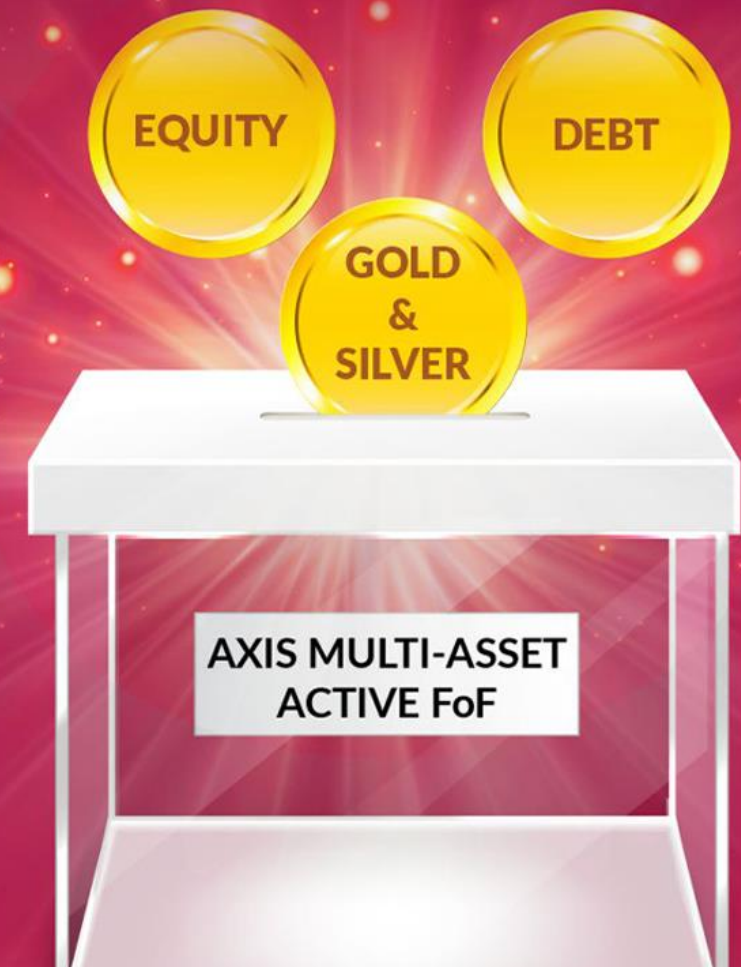 EQUITY
DEBT
GOLD
&
SILVER
AXIS MULTI-ASSET
ACTIVE FoF